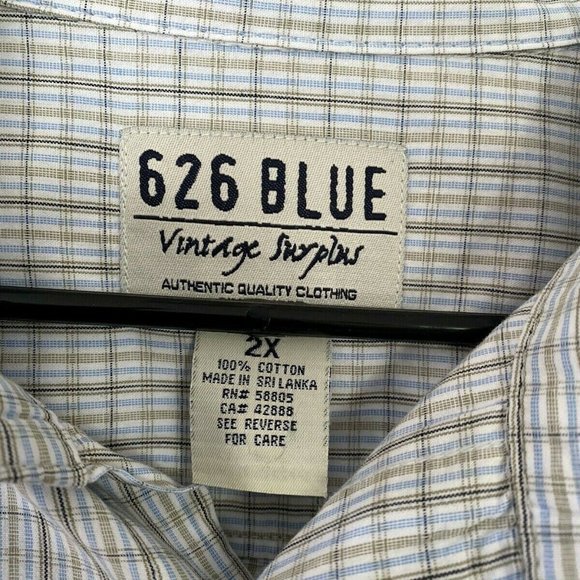 626 BLUE
Vintage Surplus
AUTHENTIC QUALITY CLOTHING
2X
100% COTTON
MADE IN SRI LANKA
RN# 58805
CA# 42888
SEE REVERSE
FOR CARE